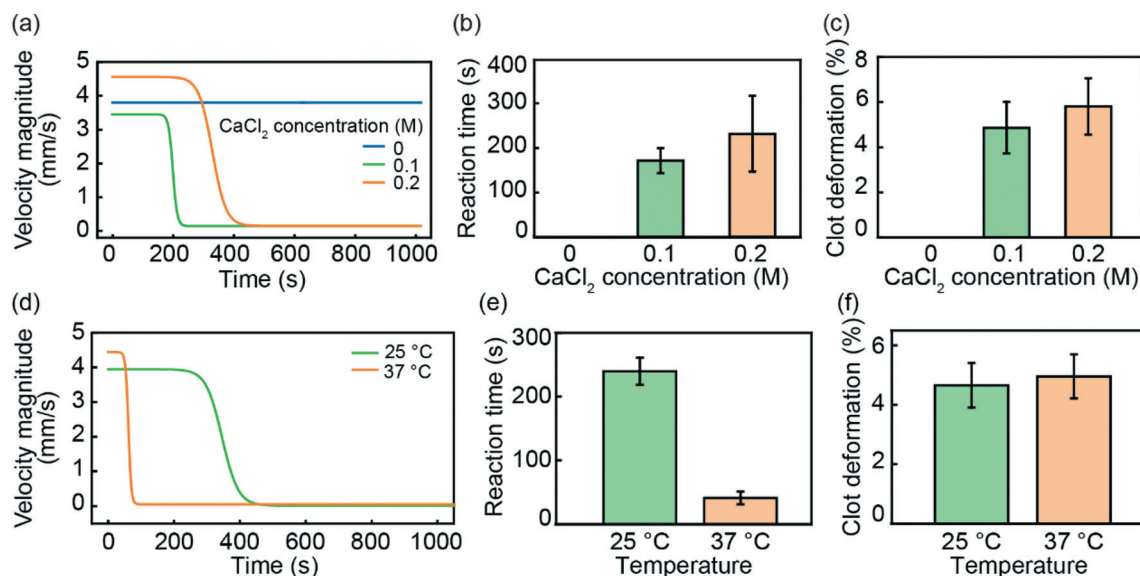 (a)
Velocity magnitude
(mm/s)
5
4
3
2
1
0
CaCl₂ concentration (M)
0
0.1
0.2
0 200 400 600 800 1000
Time (s)
(b)
Reaction time (s)
400
300
200
100
0
0 0.1 0.2
CaCl₂ concentration (M)
(c)
Clot deformation (%)
8
6
4
2
0
0 0.1 0.2
CaCl₂ concentration (M)
(d)
Velocity magnitude
(mm/s)
5
4
3
2
1
0
25 °C
37 °C
0 200 400 600 800 1000
Time (s)
(e)
Reaction time (s)
300
200
100
0
25 °C 37 °C
Temperature
(f)
Clot deformation (%)
6
4
2
0
25 °C 37 °C
Temperature